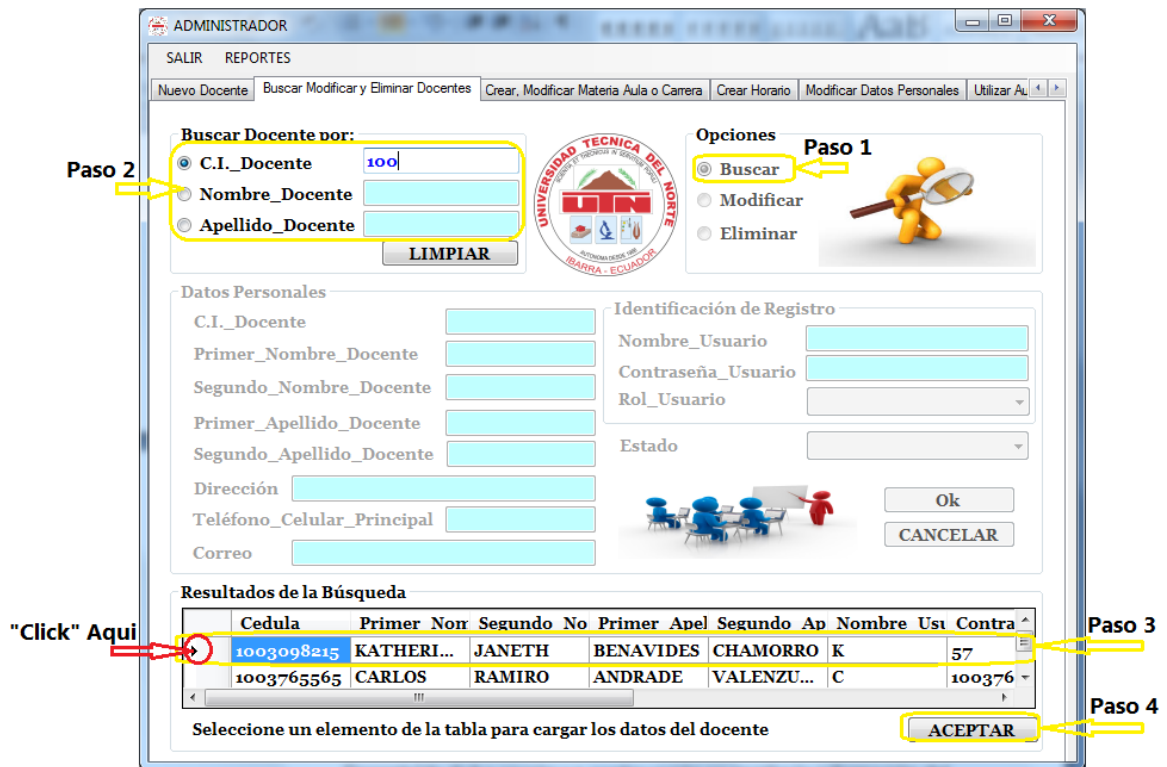 ADMINISTRADOR
SALIR REPORTES
Nuevo Docente Buscar Modificar y Eliminar Docentes Crear, Modificar Materia Aula o Carrera Crear Horario Modificar Datos Personales Utilizar Au
Buscar Docente por:
Paso 2
C.I._Docente 100
Nombre_Docente
Apellido_Docente
LIMPIAR
UNIVERSIDAD TECNICA DEL NORTE
UTN
IBARRA - ECUADOR
Opciones
Paso 1
Buscar
Modificar
Eliminar
Datos Personales
C.I._Docente
Primer_Nombre_Docente
Segundo_Nombre_Docente
Primer_Apellido_Docente
Segundo_Apellido_Docente
Dirección
Teléfono_Celular_Principal
Correo
Identificación de Registro
Nombre_Usuario
Contraseña_Usuario
Rol_Usuario
Estado
Ok
CANCELAR
Resultados de la Búsqueda
Cedula Primer Nom Segundo No Primer Apel Segundo Ap Nombre Usu Contra
"Click" Aqui
1003098215 KATHERI... JANETH BENAVIDES CHAMORRO K 57
Paso 3
1003765565 CARLOS RAMIRO ANDRADE VALENZU... C 100376
Paso 4
Seleccione un elemento de la tabla para cargar los datos del docente ACEPTAR